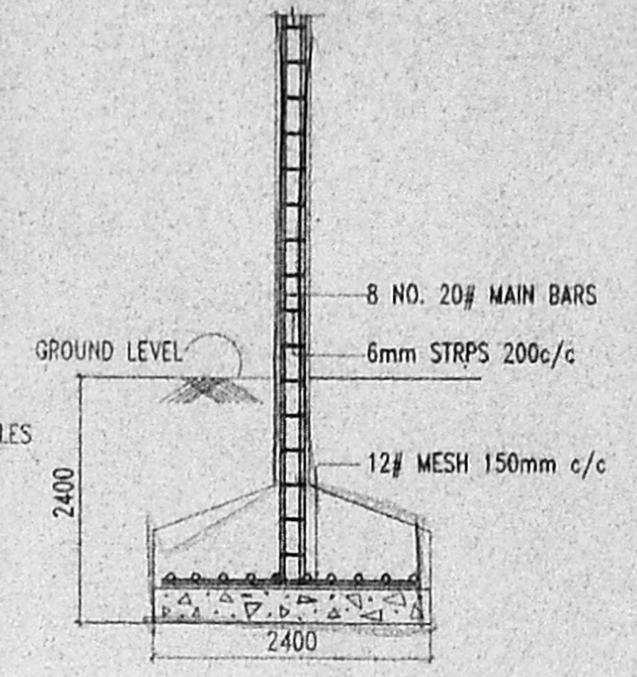 8 NO. 20# MAIN BARS
GROUND LEVEL
6mm STRPS 200c/c
LES
12# MESH 150mm c/c
2400
2400